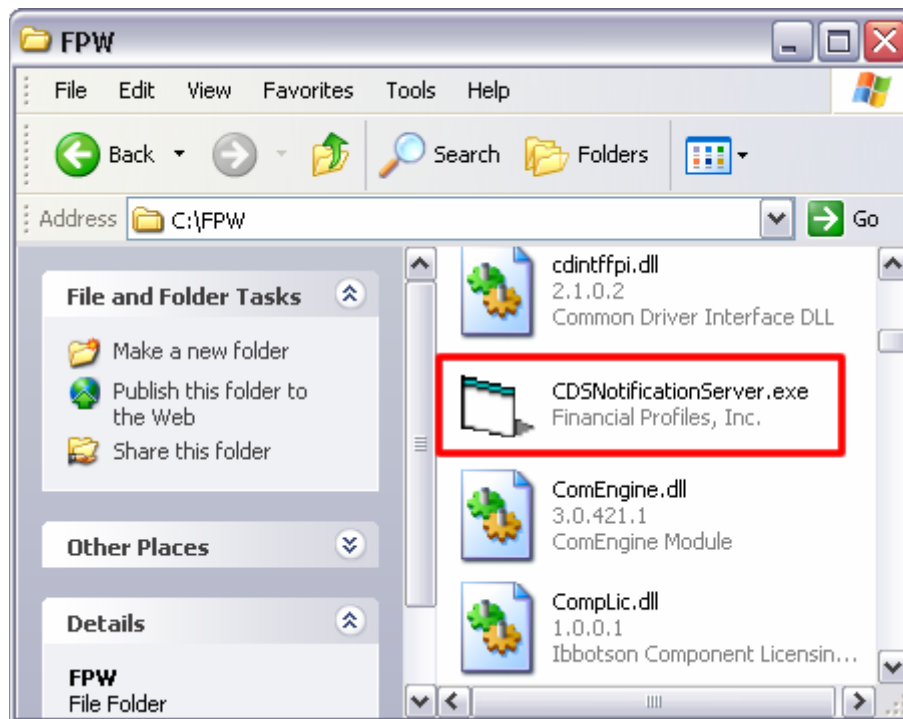 FPW
File Edit View Favorites Tools Help
Back Search Folders
Address C:\FPW Go
File and Folder Tasks
Make a new folder
Publish this folder to
the Web
Share this folder
Other Places
Details
FPW
File Folder
cdintffpi.dll
2.1.0.2
Common Driver Interface DLL
CDSNotificationServer.exe
Financial Profiles, Inc.
ComEngine.dll
3.0.421.1
ComEngine Module
CompLic.dll
1.0.0.1
Ibbotson Component Licensin...